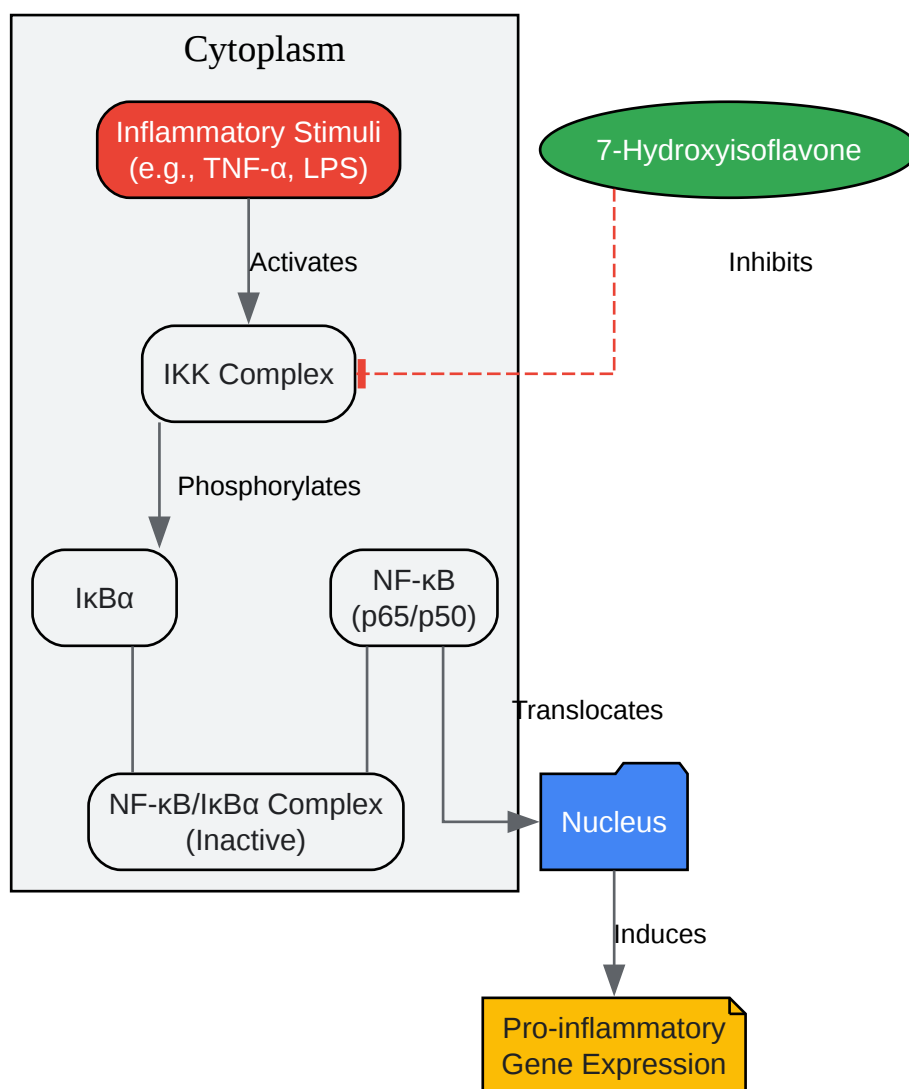 Cytoplasm
Inflammatory Stimuli
(e.g., TNF-α, LPS)
7-Hydroxyisoflavone
Activates
Inhibits
IKK Complex
Phosphorylates
IκBα
NF-κB
(p65/p50)
Translocates
NF-κB/IκBα Complex
(Inactive)
Nucleus
Induces
Pro-inflammatory
Gene Expression